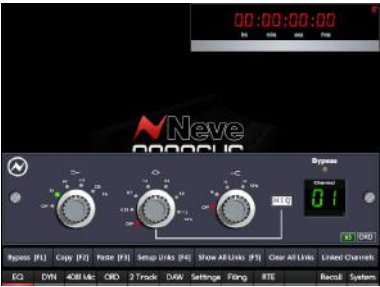 00:00:00:00
hrs mins secs frms
Neve
Bypass
Channel
01
HI Q
XS ORD
Bypass [F1] Copy [F2] Paste [F3] Setup Links [F4] Show All Links [F5] Clear All Links Linked Channels
EQ DYN 4081 Mic ORD 2 Track DAW Settings Filing RTE Recall System